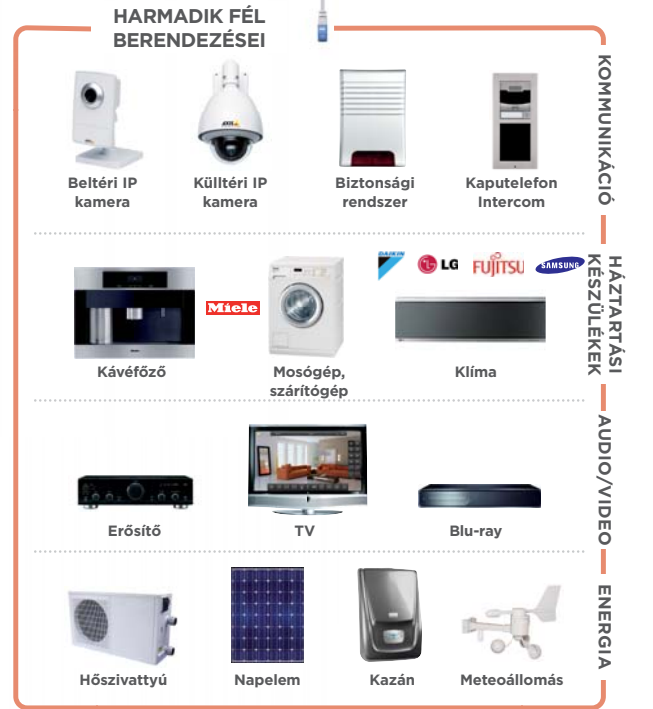 HARMADIK FÉL
BERENDEZÉSEI
AXIS
Beltéri IP
kamera
Kültéri IP
kamera
Biztonsági
rendszer
Kaputelefon
Intercom
KOMMUNIKÁCIÓ
Miele
DAIKIN
LG
FUJITSU
SAMSUNG
Kávéfőző
Mosógép,
szárítógép
Klíma
HÁZTARTÁSI
KÉSZÜLÉKEK
Erősítő
TV
Blu-ray
AUDIO/VIDEO
Hőszivattyú
Napelem
Kazán
Meteoállomás
ENERGIA